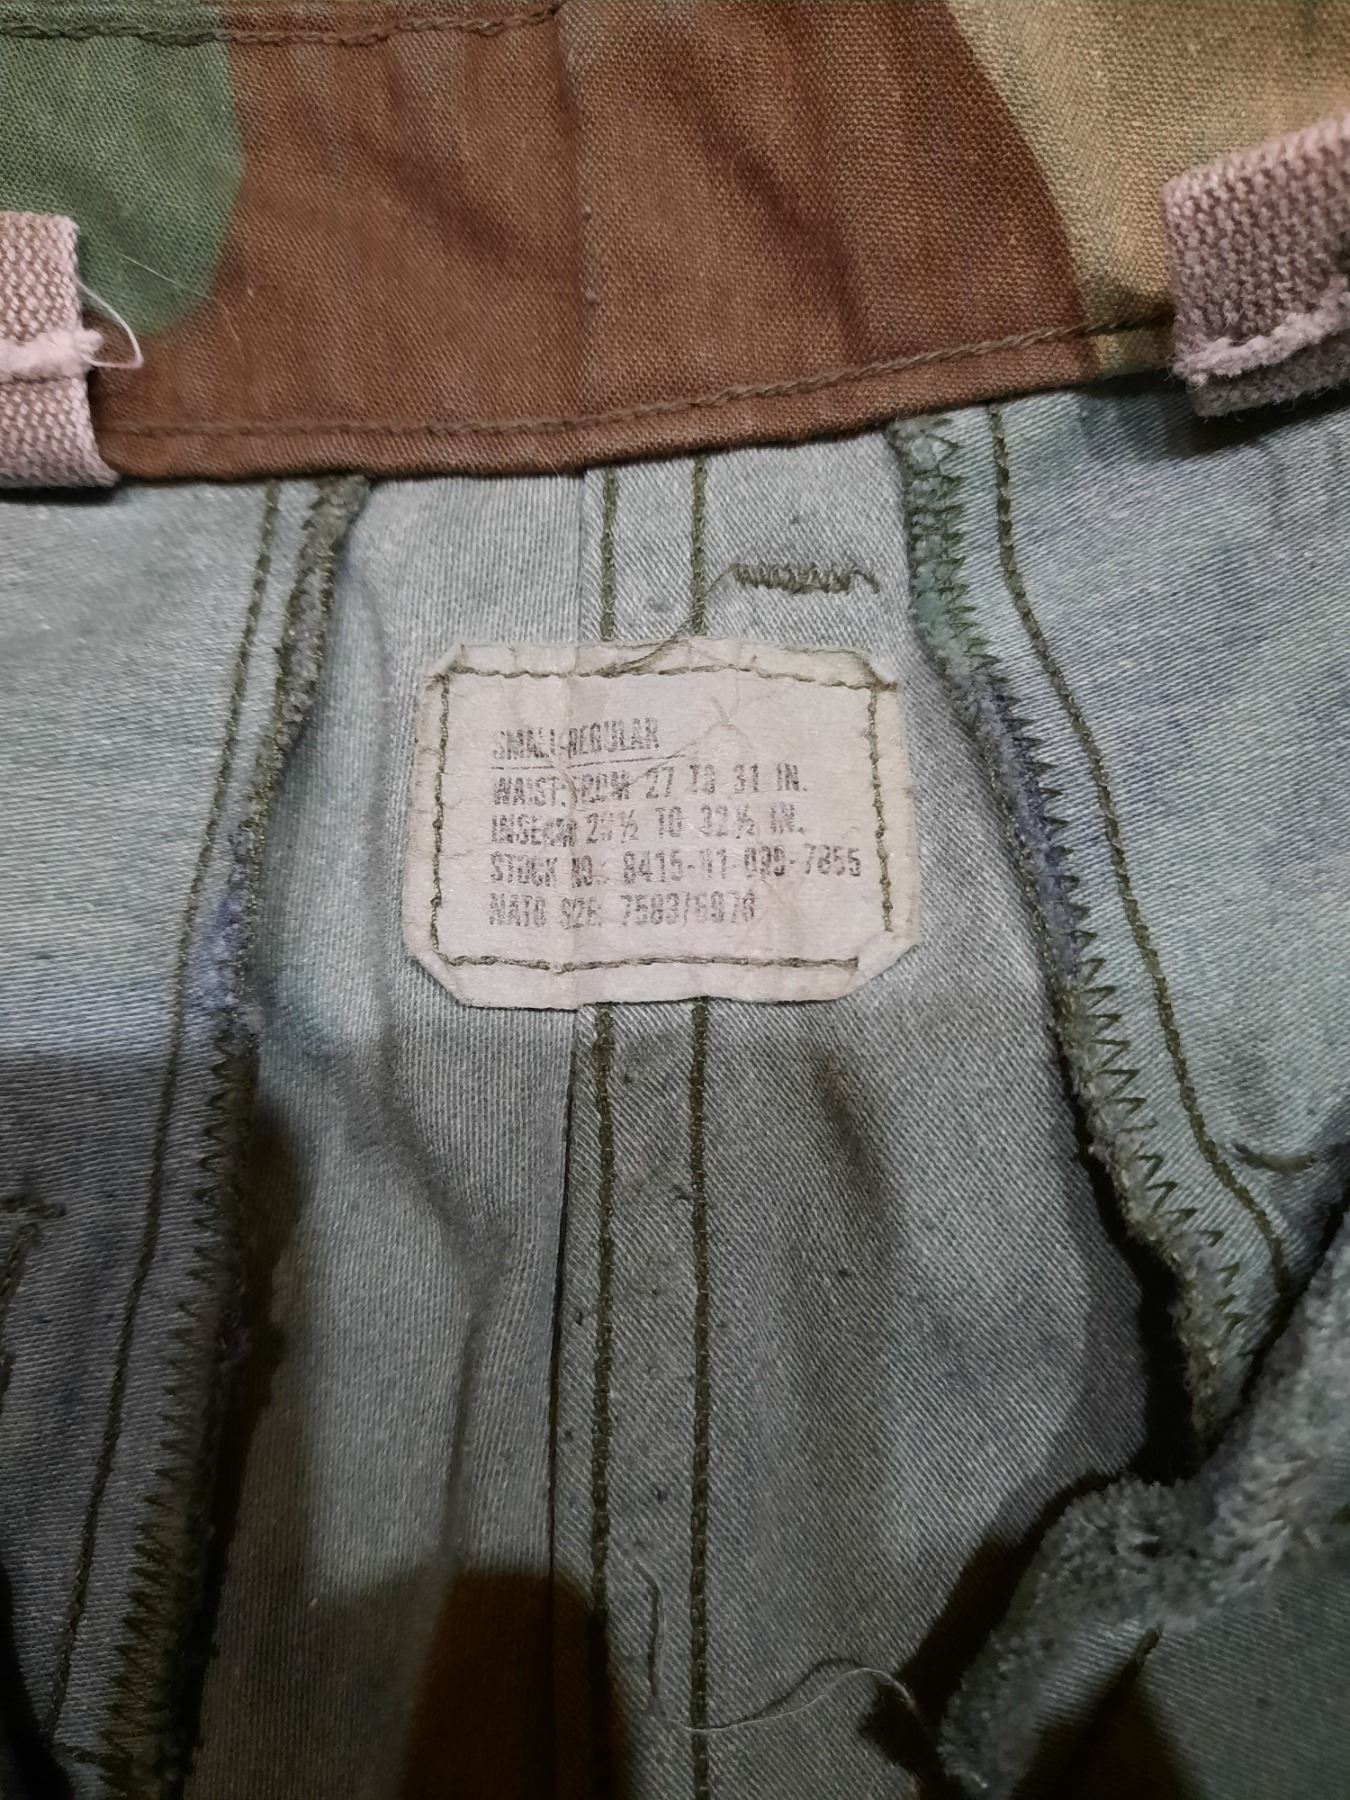 SMALL-REGULAR
WAIST: FROM 27 TO 31 IN.
INSEAM 29½ TO 32½ IN.
STOCK NO.: 8415-01-099-7855
NATO SIZE: 7583/6979